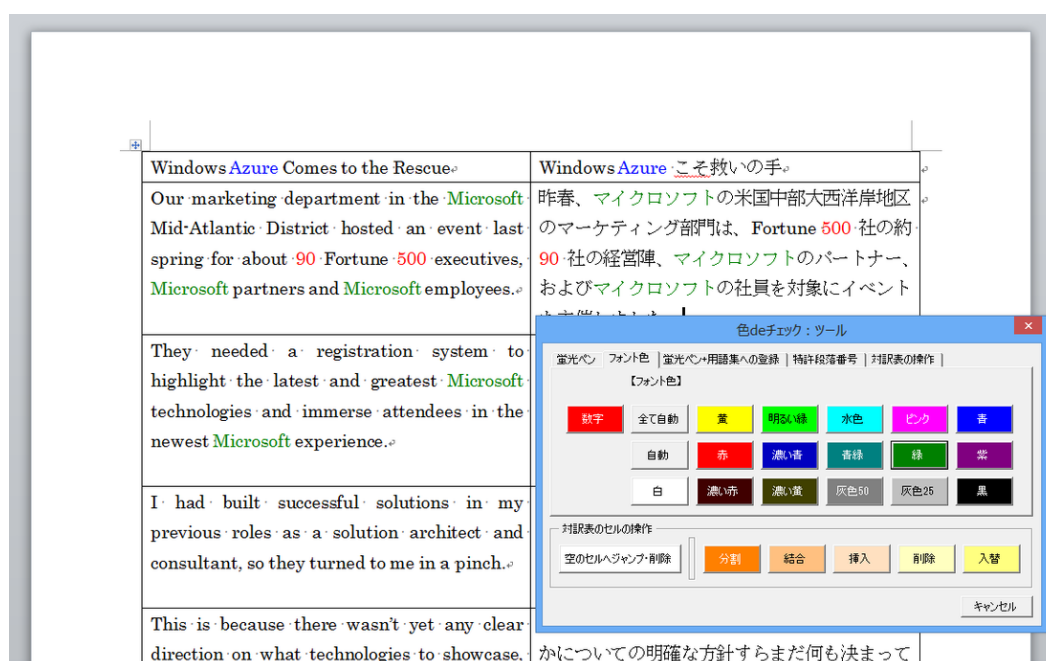 Windows Azure Comes to the Rescue
Windows Azure こそ救いの手
Our marketing department in the Microsoft
Mid-Atlantic District hosted an event last
spring for about 90 Fortune 500 executives,
Microsoft partners and Microsoft employees.
昨春、マイクロソフトの米国中部大西洋岸地区
のマーケティング部門は、Fortune 500 社の約
90 社の経営陣、マイクロソフトのパートナー、
およびマイクロソフトの社員を対象にイベント
They needed a registration system to
highlight the latest and greatest Microsoft
technologies and immerse attendees in the
newest Microsoft experience.
I had built successful solutions in my
previous roles as a solution architect and
consultant, so they turned to me in a pinch.
This is because there wasn't yet any clear
direction on what technologies to showcase,
かについての明確な方針すらまだ何も決まって
色deチェック：ツール
×
蛍光ペン フォント色 蛍光ペン+用語集への登録 特許段落番号 対訳表の操作
【フォント色】
数字 全て自動 黄 明るい緑 水色 ピンク 青
自動 赤 濃い青 青緑 緑 紫
白 濃い赤 濃い黄 灰色50 灰色25 黒
対訳表のセルの操作
空のセルへジャンプ・削除 分割 結合 挿入 削除 入替
キャンセル